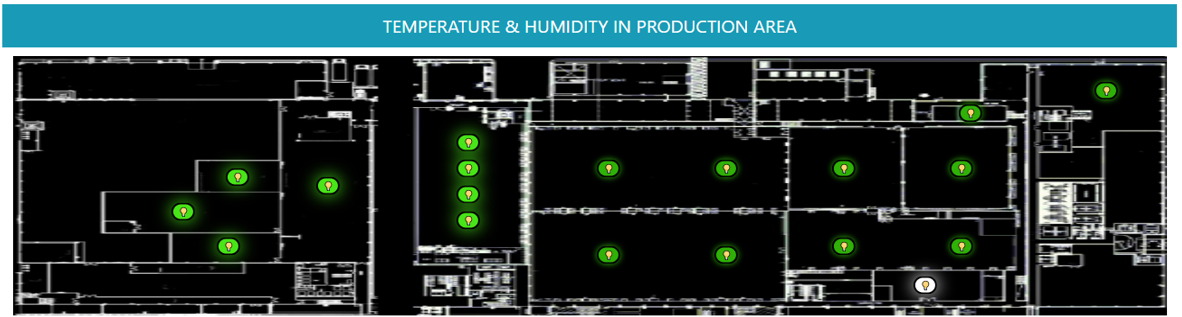 TEMPERATURE & HUMIDITY IN PRODUCTION AREA